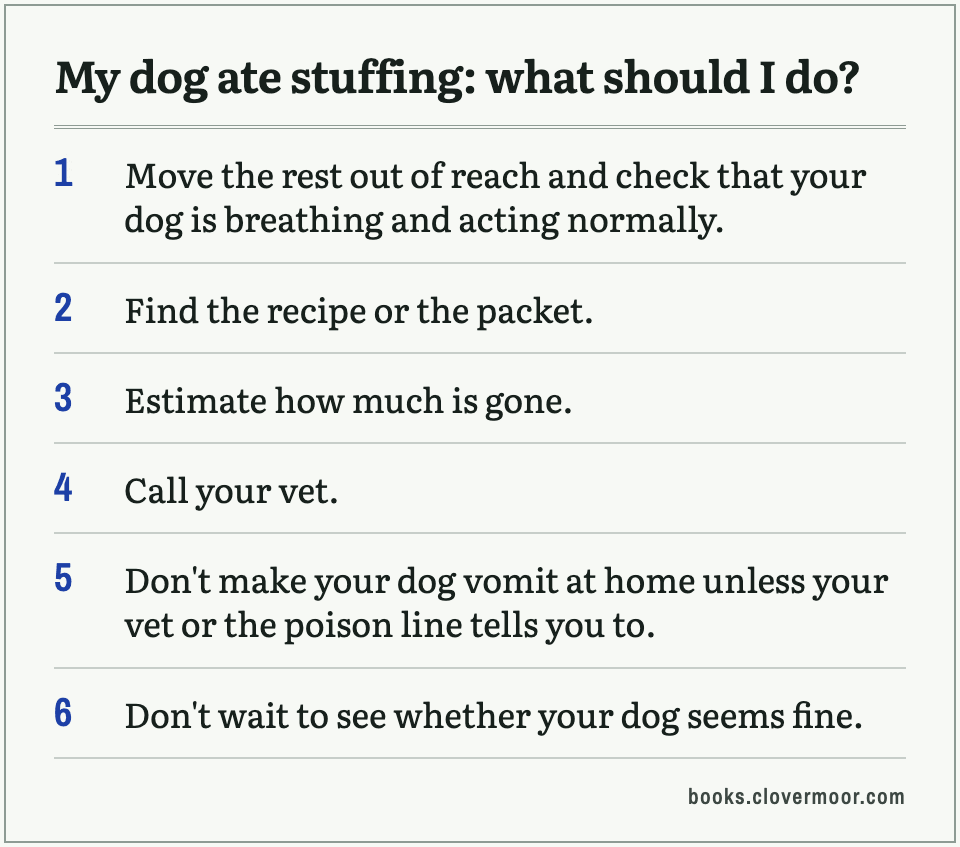 My dog ate stuffing: what should I do?
1 Move the rest out of reach and check that your
dog is breathing and acting normally.
2 Find the recipe or the packet.
3 Estimate how much is gone.
4 Call your vet.
5 Don't make your dog vomit at home unless your
vet or the poison line tells you to.
6 Don't wait to see whether your dog seems fine.
books.clovermoor.com